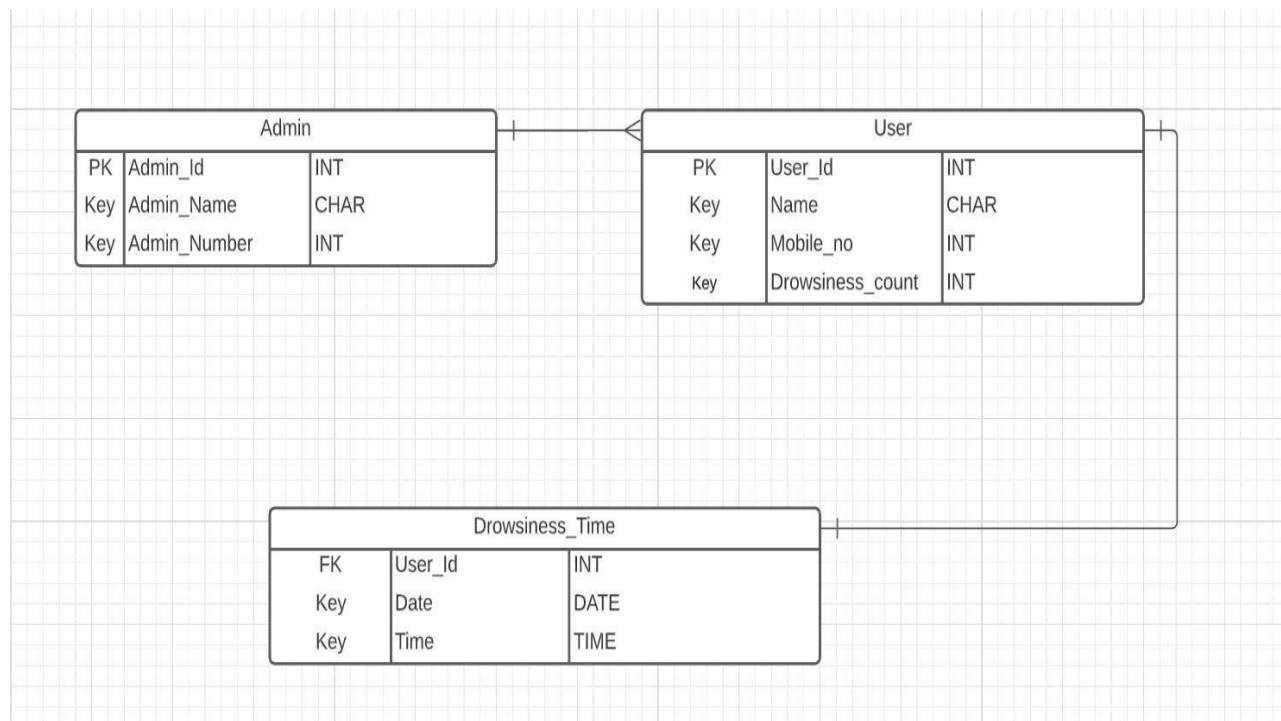 Admin
PK Admin_Id INT
Key Admin_Name CHAR
Key Admin_Number INT
User
PK User_Id INT
Key Name CHAR
Key Mobile_no INT
Key Drowsiness_count INT
Drowsiness_Time
FK User_Id INT
Key Date DATE
Key Time TIME